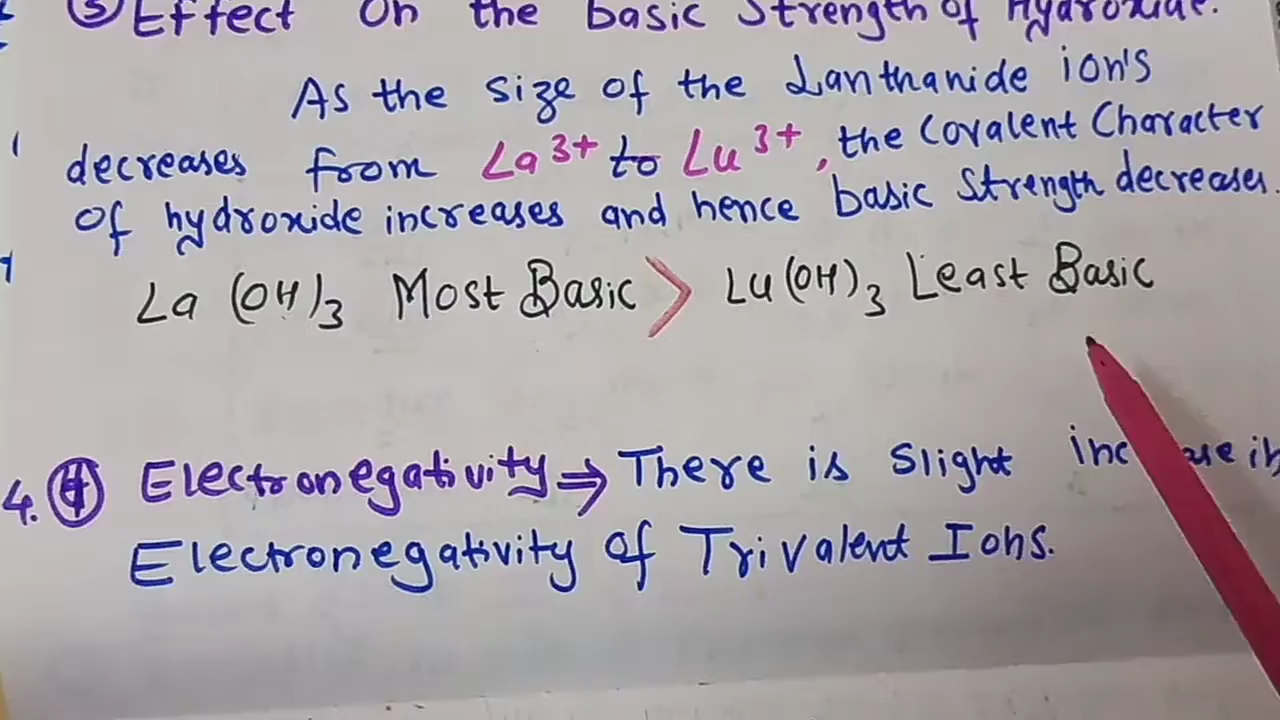 ③ Effect On the basic Strength of Hydroxide.
As the size of the Lanthanide ion's
decreases from La³⁺ to Lu³⁺, the Covalent Character
Of hydroxide increases and hence basic Strength decreases.
La (OH)₃ Most Basic > Lu (OH)₃ Least Basic
4. ④ Electronegativity ⇒ There is Slight in
Electronegativity of Trivalent Ions.